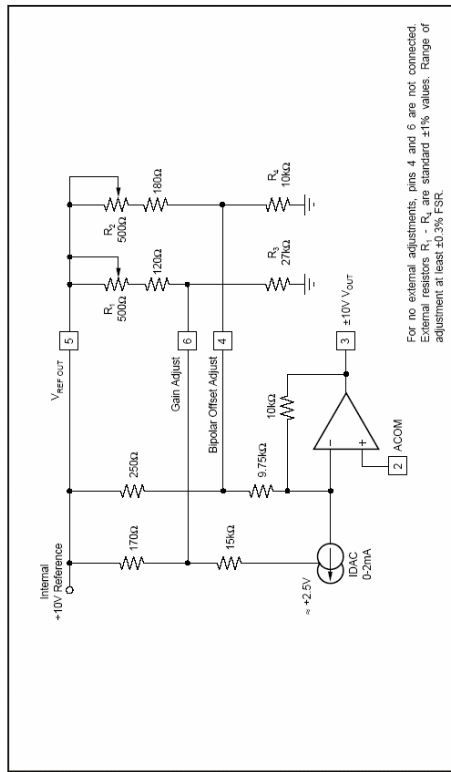 Internal
+10V Reference
V REF OUT
5
170Ω
250Ω
R1
500Ω
R2
500Ω
120Ω
180Ω
Gain Adjust
6
Bipolar Offset Adjust
4
15kΩ
9.75kΩ
R3
27kΩ
R4
10kΩ
≈ +2.5V
10kΩ
IDAC
0-2mA
–
+
2
ACOM
3
±10V VOUT
For no external adjustments, pins 4 and 6 are not connected.
External resistors R1 - R4 are standard ±1% values. Range of
adjustment at least ±0.3% FSR.